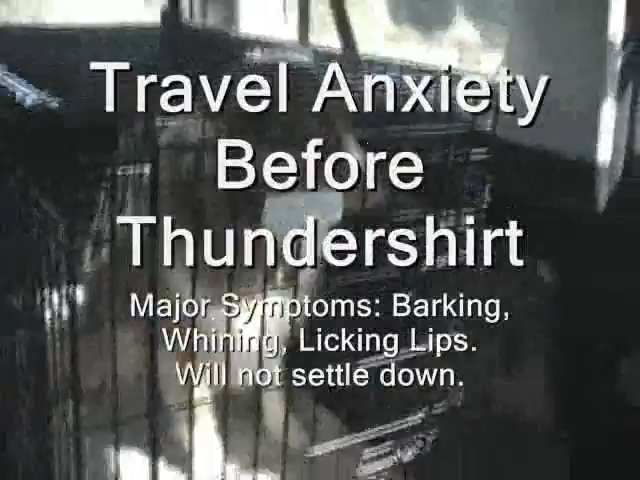 Travel Anxiety
Before
Thundershirt
Major Symptoms: Barking,
Whining, Licking Lips.
Will not settle down.